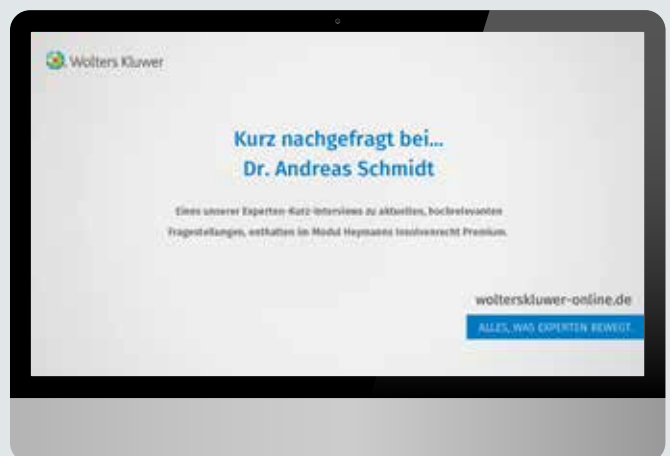 Wolters Kluwer
Kurz nachgefragt bei...
Dr. Andreas Schmidt
Eines unserer Experten-Kurz-Interviews zu aktuellen, hochrelevanten
Fragestellungen, enthalten im Modul Heymanns Insolvenzrecht Premium.
wolterskluwer-online.de
ALLES, WAS EXPERTEN BEWEGT.